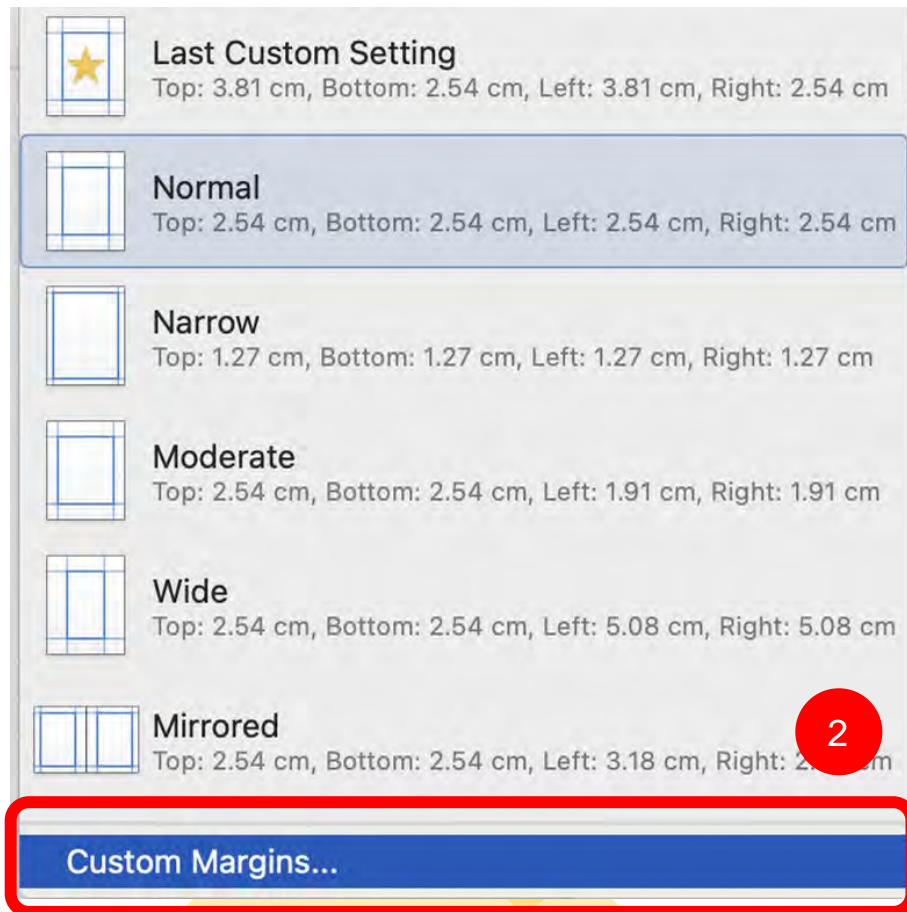 Last Custom Setting
Top: 3.81 cm, Bottom: 2.54 cm, Left: 3.81 cm, Right: 2.54 cm
Normal
Top: 2.54 cm, Bottom: 2.54 cm, Left: 2.54 cm, Right: 2.54 cm
Narrow
Top: 1.27 cm, Bottom: 1.27 cm, Left: 1.27 cm, Right: 1.27 cm
Moderate
Top: 2.54 cm, Bottom: 2.54 cm, Left: 1.91 cm, Right: 1.91 cm
Wide
Top: 2.54 cm, Bottom: 2.54 cm, Left: 5.08 cm, Right: 5.08 cm
Mirrored
2
Top: 2.54 cm, Bottom: 2.54 cm, Left: 3.18 cm, Right:
Custom Margins...